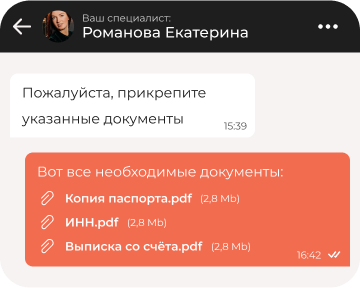 Ваш специалист:
Романова Екатерина
Пожалуйста, прикрепите
указанные документы
15:39
Вот все необходимые документы:
Копия паспорта.pdf (2,8 Mb)
ИНН.pdf (2,8 Mb)
Выписка со счёта.pdf (2,8 Mb)
16:42